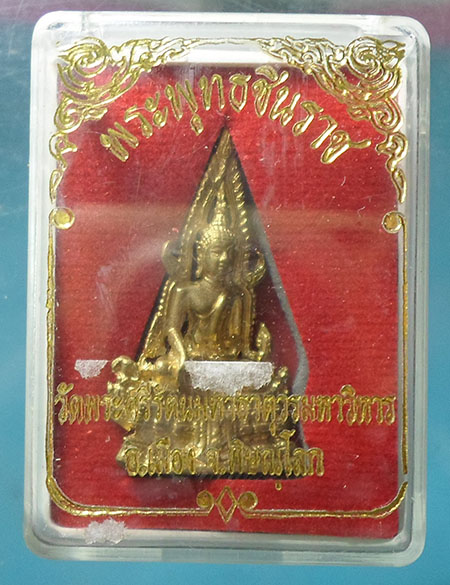 พระพุทธชินราช
วัดพระศรีรัตนมหาธาตุวรมหาวิหาร
อ.เมือง จ.พิษณุโลก